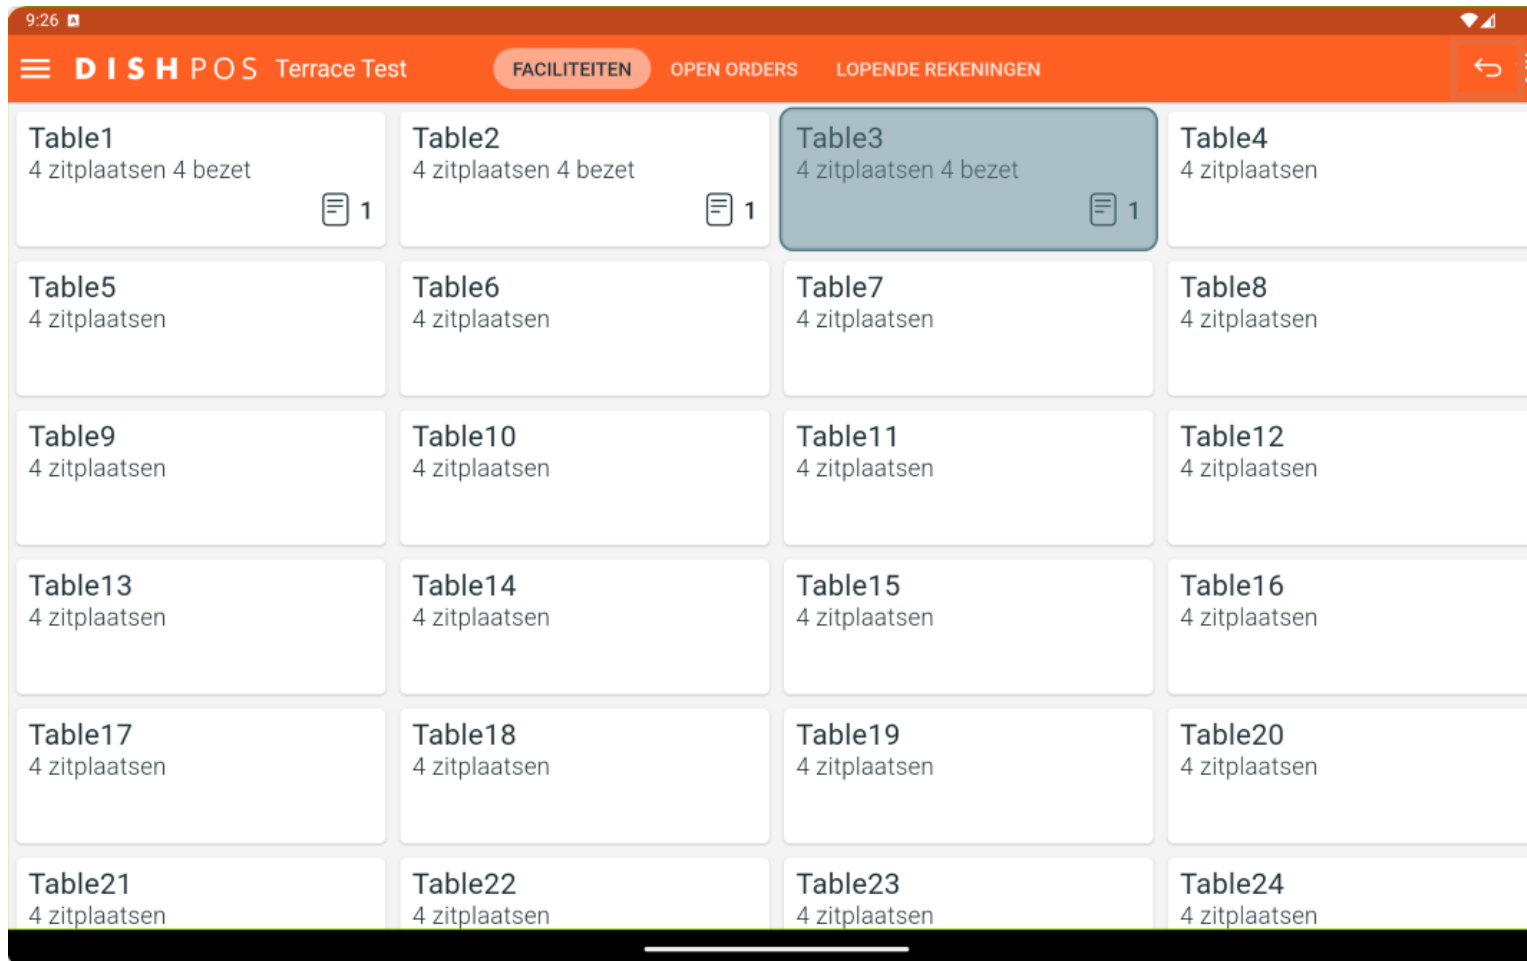 9:26
DISH POS Terrace Test FACILITEITEN OPEN ORDERS LOPENDE REKENINGEN
Table1 Table2 Table3 Table4
4 zitplaatsen 4 bezet 4 zitplaatsen 4 bezet 4 zitplaatsen 4 bezet 4 zitplaatsen
1 1 1
Table5 Table6 Table7 Table8
4 zitplaatsen 4 zitplaatsen 4 zitplaatsen 4 zitplaatsen
Table9 Table10 Table11 Table12
4 zitplaatsen 4 zitplaatsen 4 zitplaatsen 4 zitplaatsen
Table13 Table14 Table15 Table16
4 zitplaatsen 4 zitplaatsen 4 zitplaatsen 4 zitplaatsen
Table17 Table18 Table19 Table20
4 zitplaatsen 4 zitplaatsen 4 zitplaatsen 4 zitplaatsen
Table21 Table22 Table23 Table24
4 zitplaatsen 4 zitplaatsen 4 zitplaatsen 4 zitplaatsen